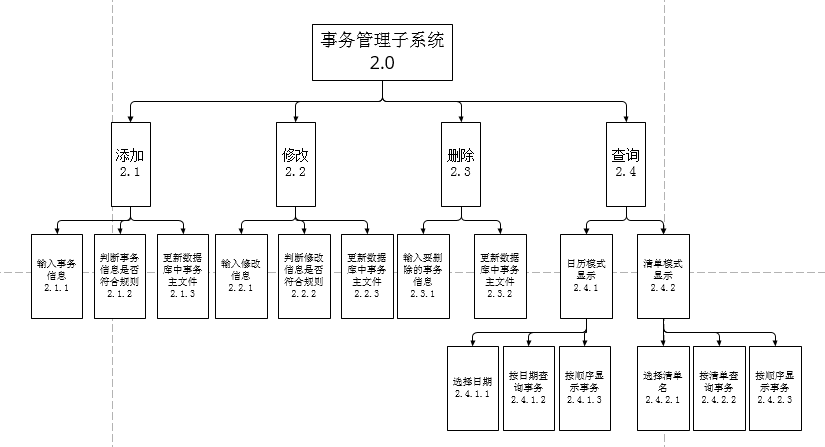 事务管理子系统
2.0
添加
2.1
修改
2.2
删除
2.3
查询
2.4
输入事务
信息
2.1.1
判断事务
信息是否
符合规则
2.1.2
更新数据
库中事务
主文件
2.1.3
输入修改
信息
2.2.1
判断修改
信息是否
符合规则
2.2.2
更新数据
库中事务
主文件
2.2.3
输入要删
除的事务
信息
2.3.1
更新数据
库中事务
主文件
2.3.2
日历模式
显示
2.4.1
清单模式
显示
2.4.2
选择日期
2.4.1.1
按日期查
询事务
2.4.1.2
按顺序显
示事务
2.4.1.3
选择清单
名
2.4.2.1
按清单查
询事务
2.4.2.2
按顺序显
示事务
2.4.2.3